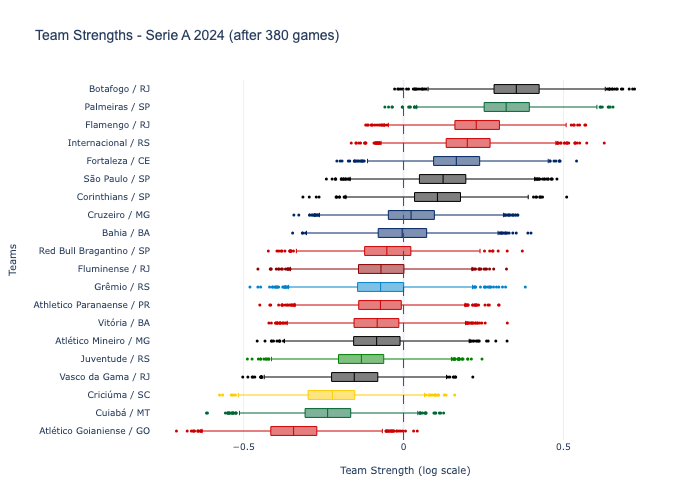 Team Strengths - Serie A 2024 (after 380 games)
Botafogo / RJ
Palmeiras / SP
Flamengo / RJ
Internacional / RS
Fortaleza / CE
São Paulo / SP
Corinthians / SP
Cruzeiro / MG
Bahia / BA
Red Bull Bragantino / SP
Fluminense / RJ
Grêmio / RS
Athletico Paranaense / PR
Vitória / BA
Atlético Mineiro / MG
Juventude / RS
Vasco da Gama / RJ
Criciúma / SC
Cuiabá / MT
Atlético Goianiense / GO
Teams
−0.5 0 0.5
Team Strength (log scale)